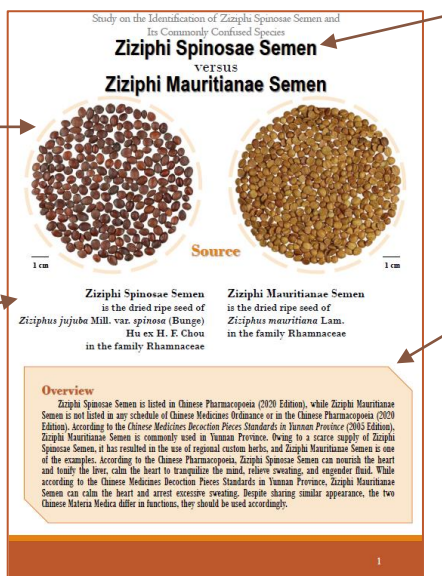 Study on the Identification of Ziziphi Spinosae Semen and
Its Commonly Confused Species
Ziziphi Spinosae Semen
versus
Ziziphi Mauritianae Semen
Source
1 cm
1 cm
Ziziphi Spinosae Semen
is the dried ripe seed of
Ziziphus jujuba Mill. var. spinosa (Bunge)
Hu ex H. F. Chou
in the family Rhamnaceae
Ziziphi Mauritianae Semen
is the dried ripe seed of
Ziziphus mauritiana Lam.
in the family Rhamnaceae
Overview
Ziziphi Spinosae Semen is listed in Chinese Pharmacopoeia (2020 Edition), while Ziziphi Mauritianae
Semen is not listed in any schedule of Chinese Medicines Ordinance or in the Chinese Pharmacopoeia (2020
Edition). According to the Chinese Medicines Decoction Pieces Standards in Yunnan Province (2005 Edition),
Ziziphi Mauritianae Semen is commonly used in Yunnan Province. Owing to a scarce supply of Ziziphi
Spinosae Semen, it has resulted in the use of regional custom herbs, and Ziziphi Mauritianae Semen is one
of the examples. According to the Chinese Pharmacopoeia, Ziziphi Spinosae Semen can nourish the heart
and tonify the liver, calm the heart to tranquilize the mind, relieve sweating, and engender fluid. While
according to the Chinese Medicines Decoction Pieces Standards in Yunnan Province, Ziziphi Mauritianae
Semen can calm the heart and arrest excessive sweating. Despite sharing similar appearance, the two
Chinese Materia Medica differ in functions, they should be used accordingly.
1